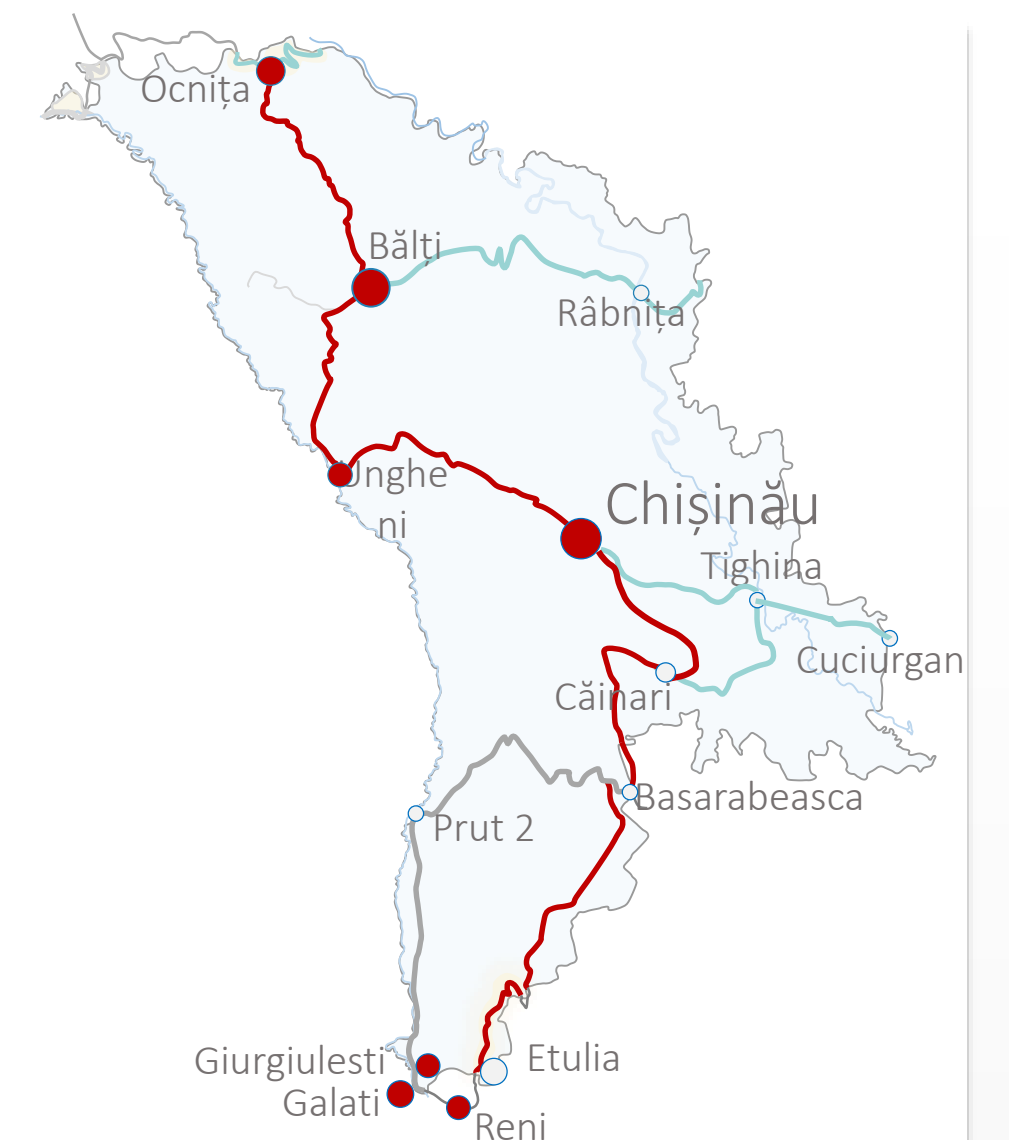 Ocnița
Bălți
Râbnița
Unghe
ni
Chișinău
Tighina
Cuciurgan
Căinari
Basarabeasca
Prut 2
Giurgiulesti
Etulia
Galati
Reni